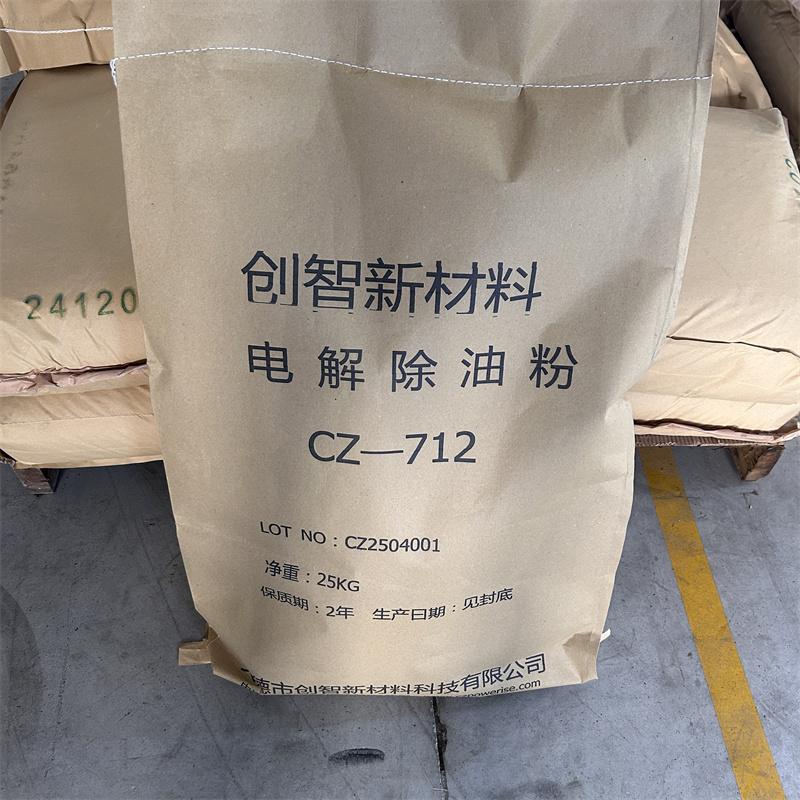 创智新材料
电解除油粉
CZ—712
LOT NO：CZ2504001
净重：25KG
保质期：2年 生产日期：见封底
市创智新材料科技有限公司
powerise.com
24120